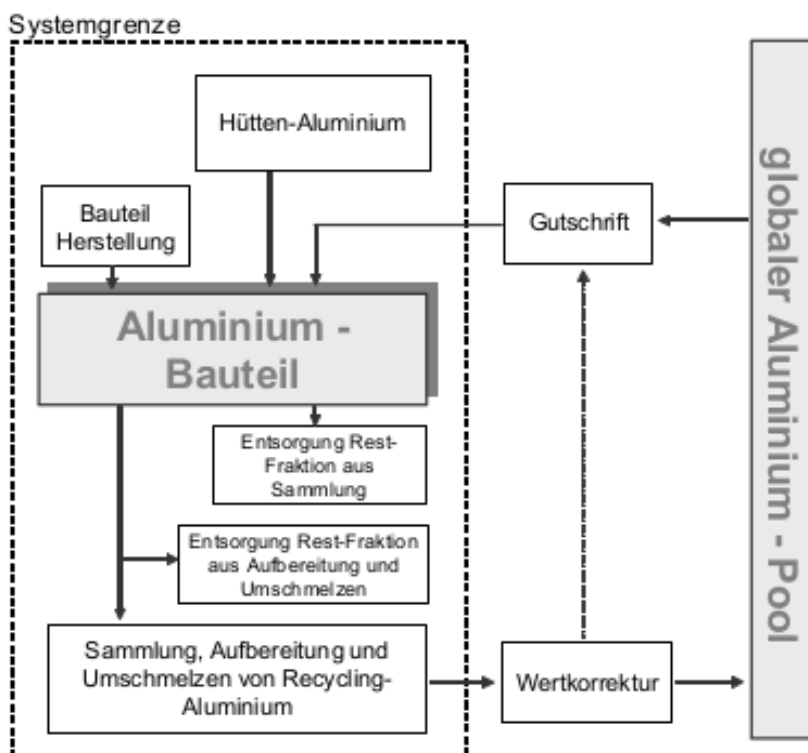 Systemgrenze
Hütten-Aluminium
Bauteil
Herstellung
Gutschrift
globaler Aluminium - Pool
Aluminium -
Bauteil
Entsorgung Rest-
Fraktion aus
Sammlung
Entsorgung Rest-Fraktion
aus Aufbereitung und
Umschmelzen
Sammlung, Aufbereitung und
Umschmelzen von Recycling-
Aluminium
Wertkorrektur